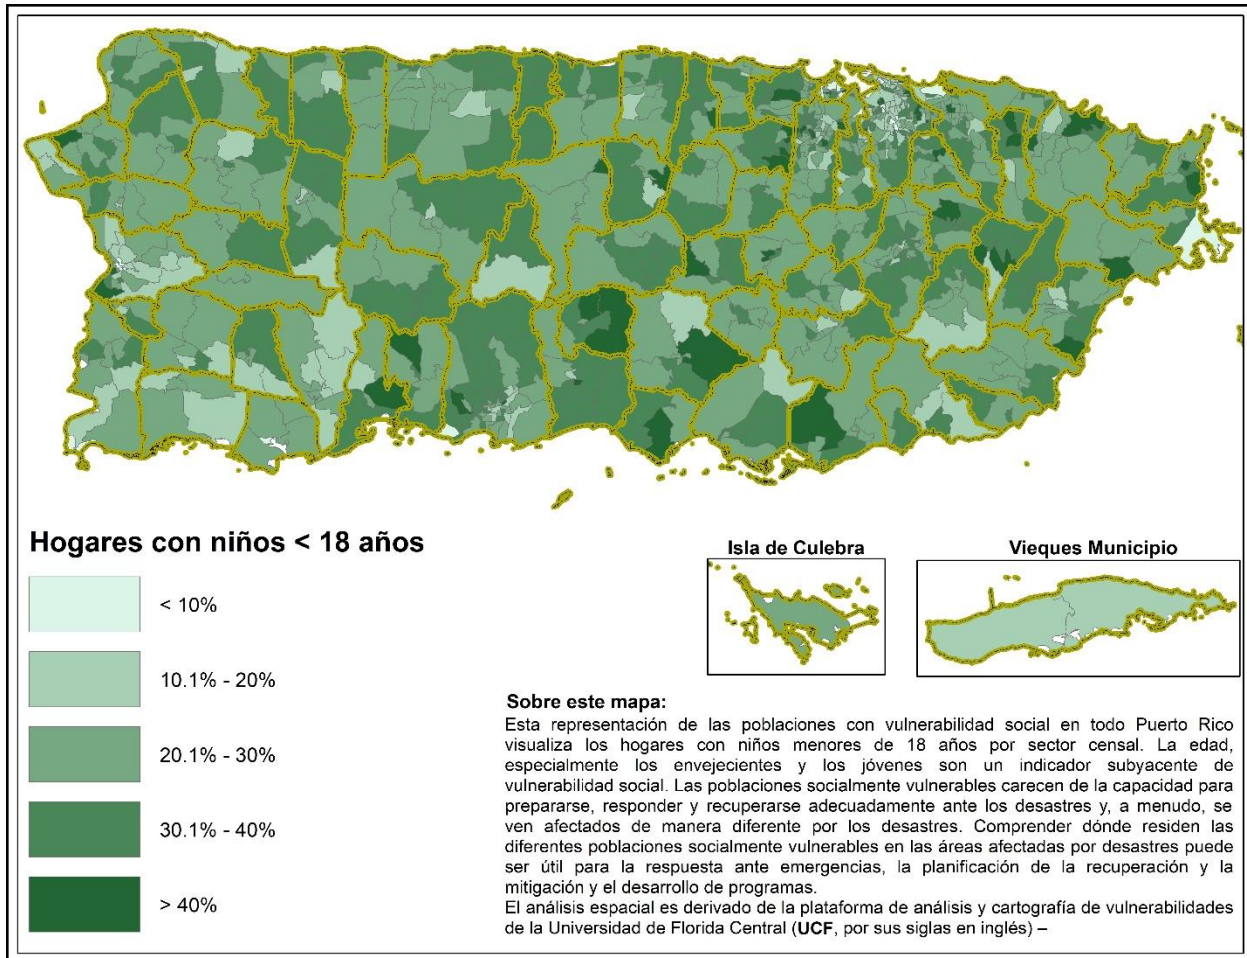 Hogares con niños < 18 años
< 10%
10.1% - 20%
20.1% - 30%
30.1% - 40%
> 40%
Isla de Culebra
Vieques Municipio
Sobre este mapa:
Esta representación de las poblaciones con vulnerabilidad social en todo Puerto Rico
visualiza los hogares con niños menores de 18 años por sector censal. La edad,
especialmente los envejecientes y los jóvenes son un indicador subyacente de
vulnerabilidad social. Las poblaciones socialmente vulnerables carecen de la capacidad para
prepararse, responder y recuperarse adecuadamente ante los desastres y, a menudo, se
ven afectados de manera diferente por los desastres. Comprender dónde residen las
diferentes poblaciones socialmente vulnerables en las áreas afectadas por desastres puede
ser útil para la respuesta ante emergencias, la planificación de la recuperación y la
mitigación y el desarrollo de programas.
El análisis espacial es derivado de la plataforma de análisis y cartografía de vulnerabilidades
de la Universidad de Florida Central (UCF, por sus siglas en inglés) –